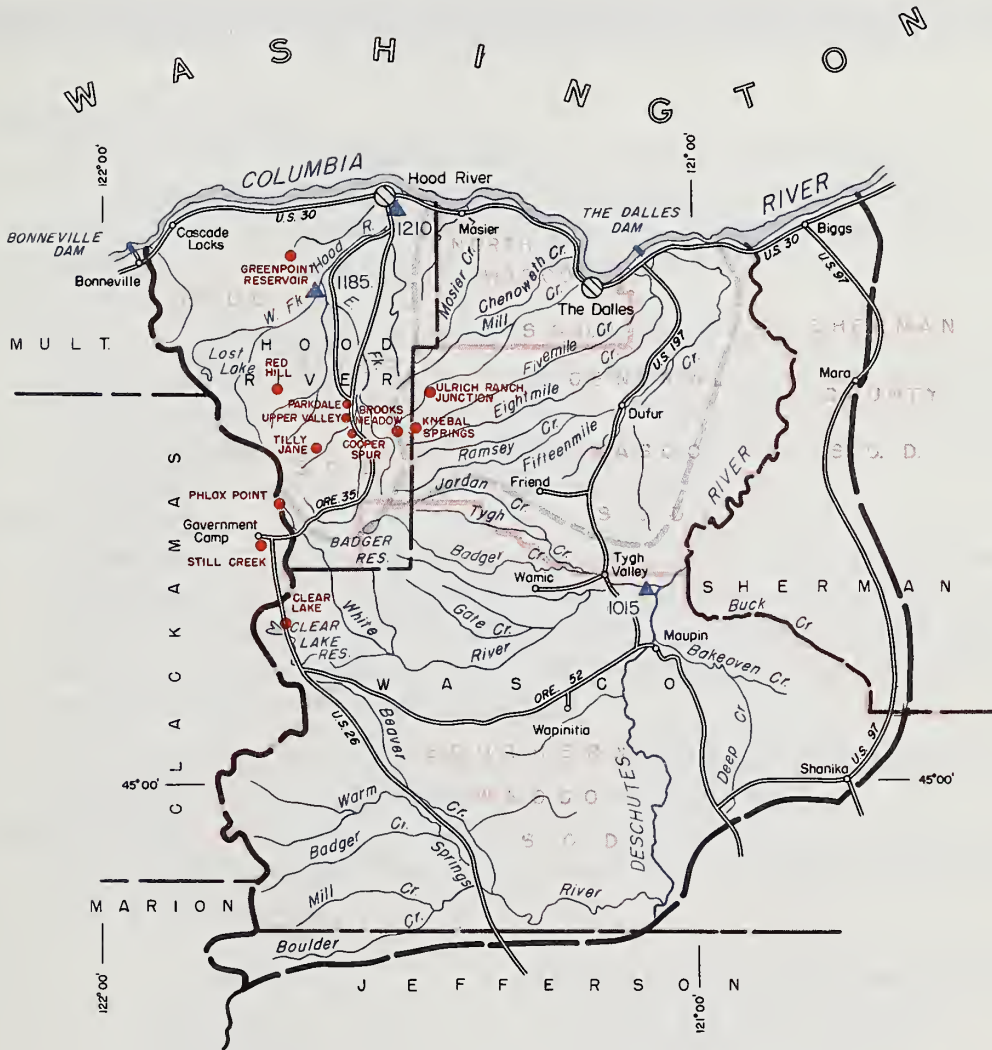 WASHINGTON
122°00'
121°00'
COLUMBIA
RIVER
Hood River
U.S. 30
1210
Mosier
THE DALLES
DAM
Biggs
U.S. 30
U.S. 97
BONNEVILLE
DAM
Cascade
Locks
Bonneville
GREENPOINT
RESERVOIR
Hood
R.
1185
W.
Fk.
E.
Fk.
Mosier Cr.
Chenoweth Cr.
The Dalles
Mill
Cr.
NORTH
SHERMAN
COUNTY
S. C. D.
MULT.
Lost
Lake
HOOD
RIVER
RED
HILL
Fivemile
Cr.
U.S. 197
Cr.
ULRICH RANCH
JUNCTION
Eightmile
Mara
PARKDALE
UPPER VALLEY
BROOKS
MEADOW
KNEBAL
SPRINGS
Dufur
TILLY
JANE
COOPER
SPUR
Ramsey
Cr.
Fifteenmile
WASCO
RIVER
PHLOX POINT
ORE. 35
Friend
Jordan
Cr.
Tygh
Government
Camp
STILL CREEK
BADGER
RES.
Badger
Cr.
Cr.
Tygh
Valley
Wamic
SHERMAN
CLEAR
LAKE
CLEAR
LAKE
RES.
White
River
Gate Cr.
1015
Maupin
Buck
Cr
Bakeoven Cr.
CLACKAMAS
WASCO
ORE. 52
Wapinitia
U.S. 26
Beaver
Cr.
Deep
Cr
U.S. 97
Shanika
45°00'
45°00'
WASCO
S C D
DESCHUTES
Warm
Springs
River
Badger
Cr.
Mill
Cr
MARION
Boulder
Cr.
JEFFERSON
122°00'
121°00'